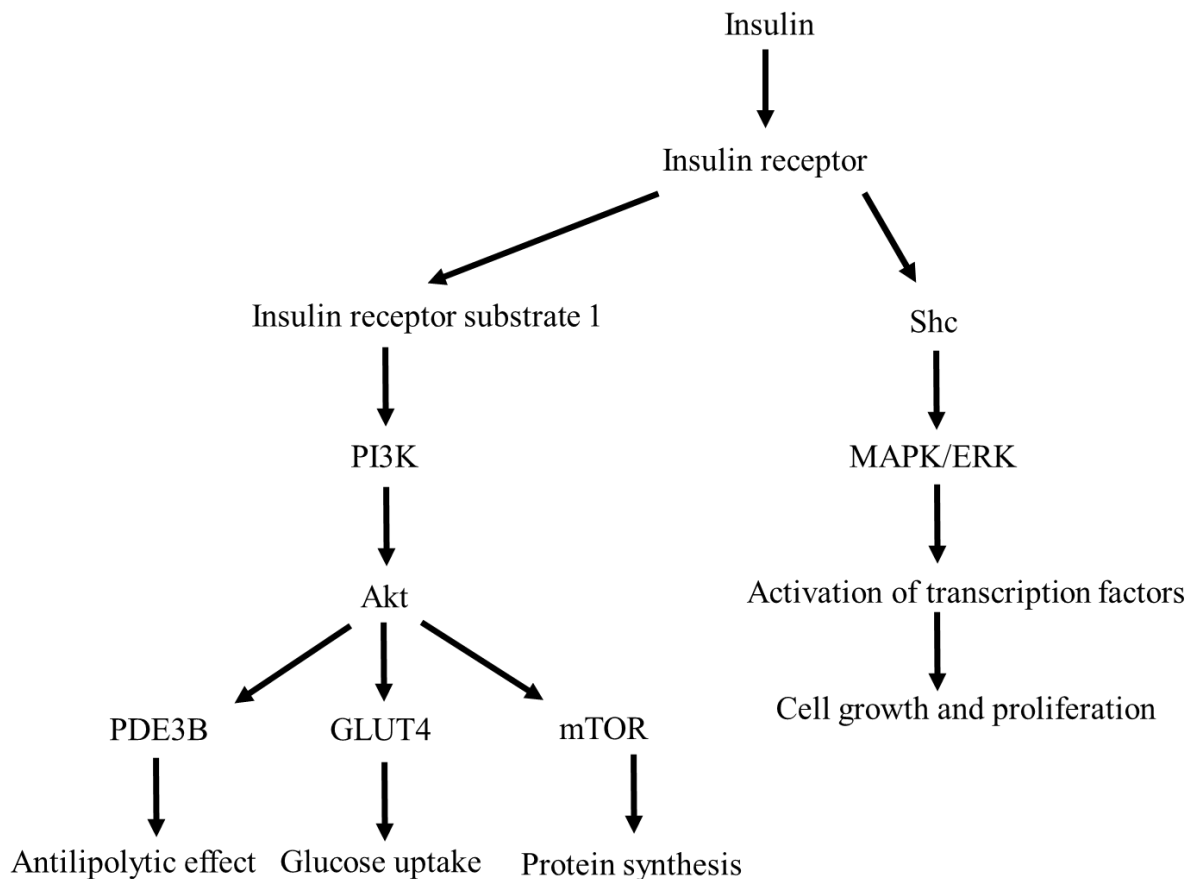 Insulin
Insulin receptor
Insulin receptor substrate 1
Shc
PI3K
MAPK/ERK
Akt
Activation of transcription factors
PDE3B
GLUT4
mTOR
Cell growth and proliferation
Antilipolytic effect
Glucose uptake
Protein synthesis